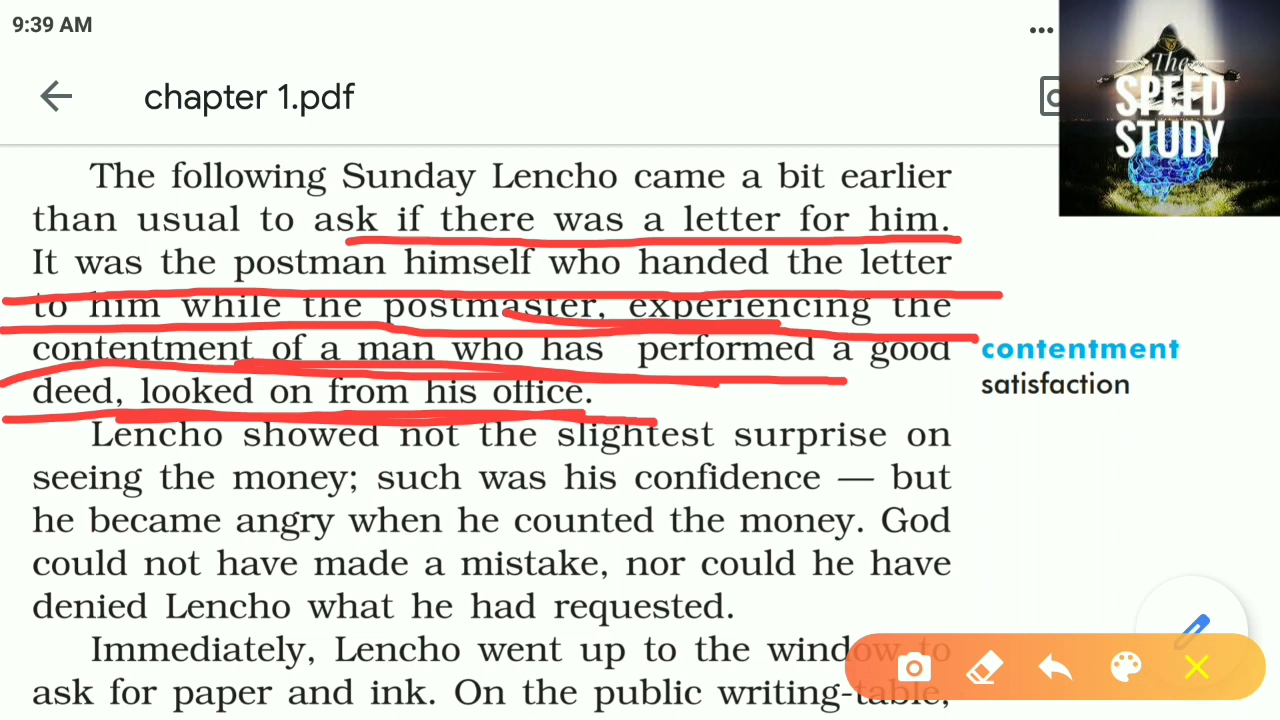 9:39 AM
chapter 1.pdf
The
SPEED
STUDY
The following Sunday Lencho came a bit earlier
than usual to ask if there was a letter for him.
It was the postman himself who handed the letter
to him while the postmaster, experiencing the
contentment of a man who has performed a good
deed, looked on from his office.
contentment
satisfaction
Lencho showed not the slightest surprise on
seeing the money; such was his confidence — but
he became angry when he counted the money. God
could not have made a mistake, nor could he have
denied Lencho what he had requested.
Immediately, Lencho went up to the window to
ask for paper and ink. On the public writing-table,